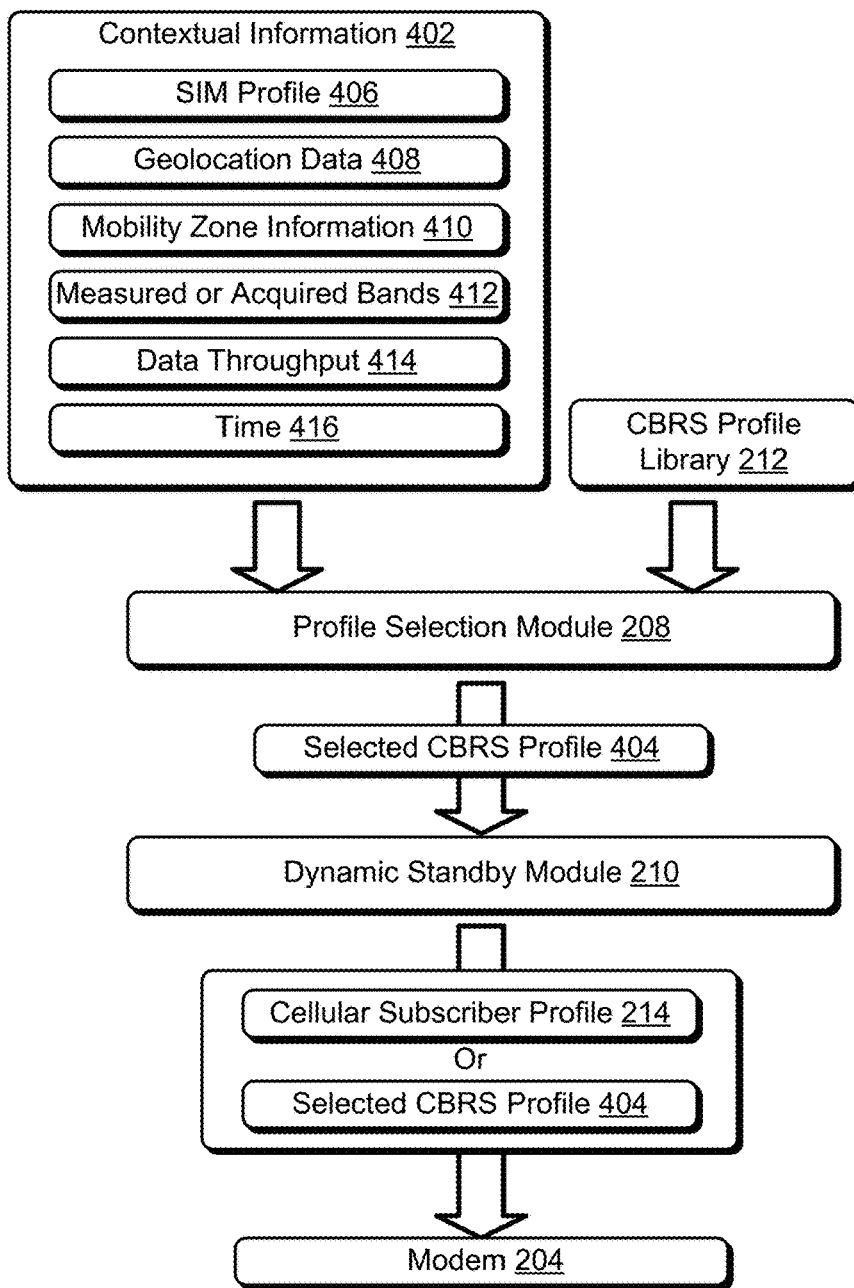 Contextual Information 402
SIM Profile 406
Geolocation Data 408
Mobility Zone Information 410
Measured or Acquired Bands 412
Data Throughput 414
Time 416
CBRS Profile
Library 212
Profile Selection Module 208
Selected CBRS Profile 404
Dynamic Standby Module 210
Cellular Subscriber Profile 214
Or
Selected CBRS Profile 404
Modem 204